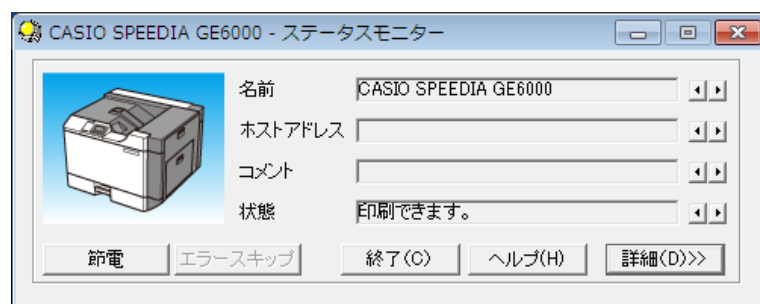 CASIO SPEEDIA GE6000 - ステータスモニター
名前 CASIO SPEEDIA GE6000
ホストアドレス
コメント
状態 印刷できます。
節電 エラースキップ 終了(C) ヘルプ(H) 詳細(D)>>>